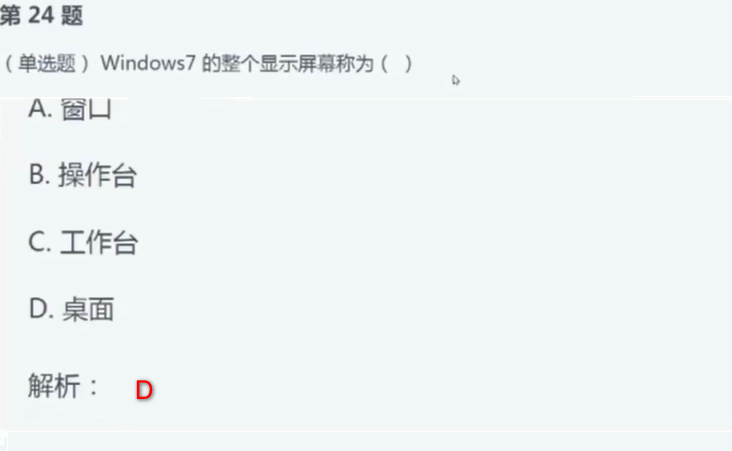 第 24 题
（单选题）Windows7 的整个显示屏幕称为（ ）
A. 窗口
B. 操作台
C. 工作台
D. 桌面
解析： D